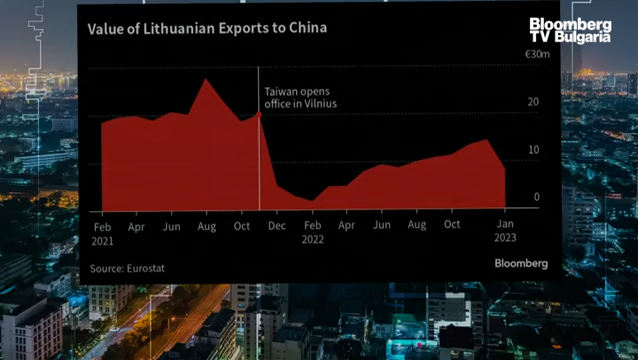 Bloomberg
TV Bulgaria
Value of Lithuanian Exports to China
€30m
Taiwan opens
office in Vilnius
20
10
0
Feb Apr Jun Aug Oct Dec Feb Apr Jun Aug Oct Jan
2021 2022 2023
Source: Eurostat
Bloomberg